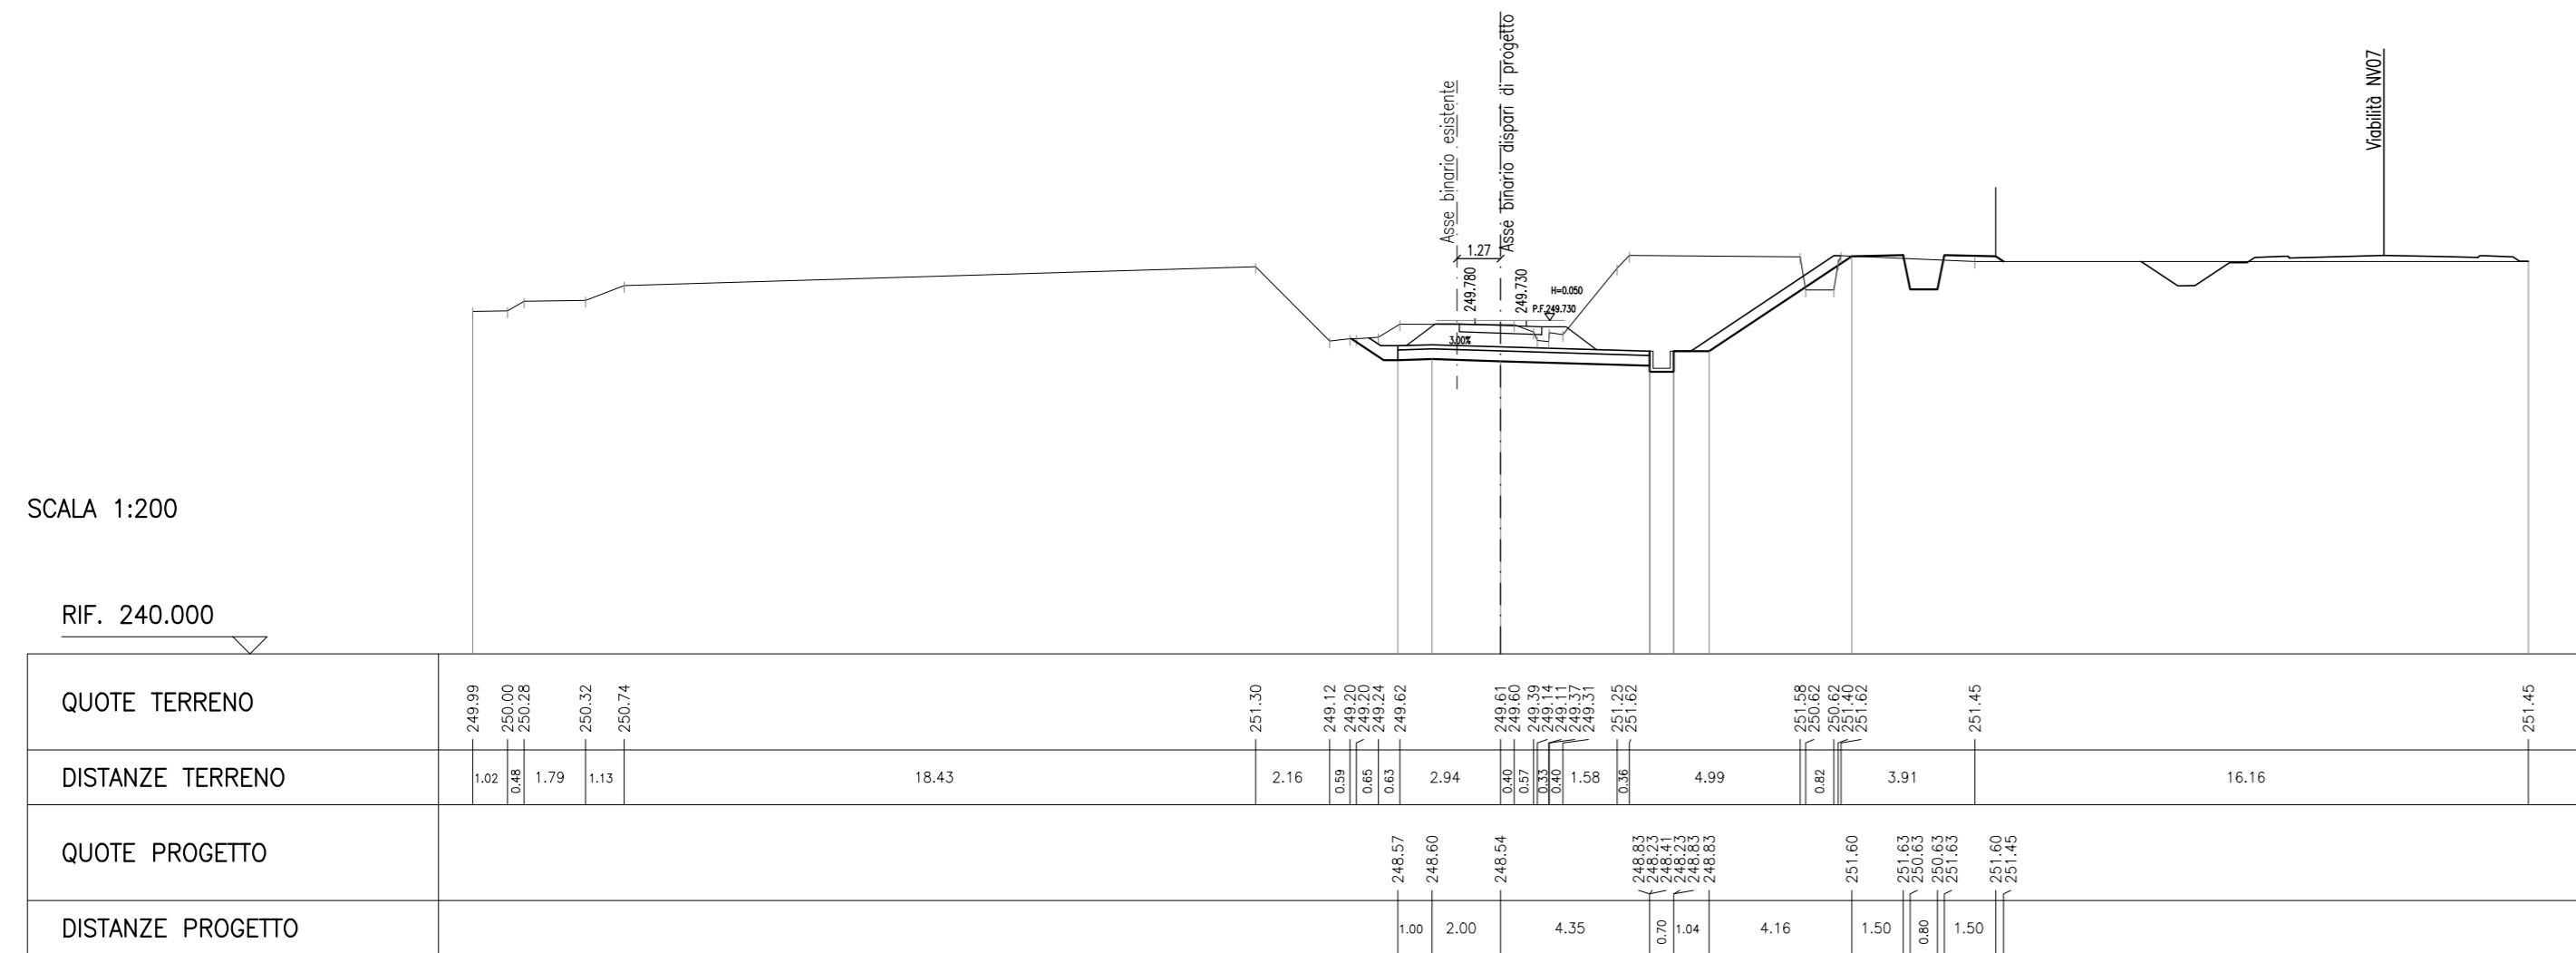 Asse binario esistente
Asse binario dispari di progetto
Viabilità NV07
1.27
249.780
249.730
H=0.050
P.F.249.730
3.00%
SCALA 1:200
RIF. 240.000
QUOTE TERRENO
249.99 250.00 250.28 250.32 250.74 251.30 249.12 249.20 249.20 249.24 249.62 249.61 249.60 249.39 249.14 249.11 249.37 249.31 251.25 251.62 251.58 250.62 250.62 251.40 251.62 251.45 251.45
DISTANZE TERRENO
1.02 0.48 1.79 1.13 18.43 2.16 0.59 0.65 0.63 2.94 0.40 0.57 0.33 0.40 1.58 0.36 4.99 0.82 3.91 16.16
QUOTE PROGETTO
248.57 248.60 248.54 248.83 248.23 248.41 248.23 248.83 248.83 251.60 251.63 250.63 250.63 251.63 251.60 251.45
DISTANZE PROGETTO
1.00 2.00 4.35 0.70 1.04 4.16 1.50 0.80 1.50